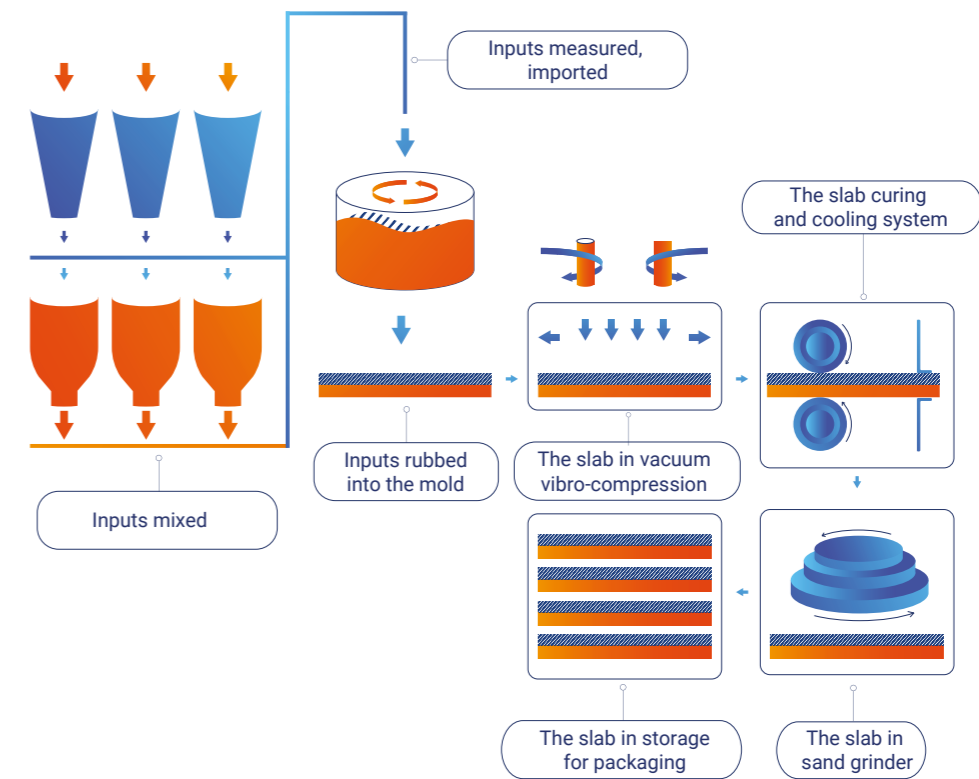 Inputs measured,
imported
The slab curing
and cooling system
Inputs rubbed
into the mold
The slab in vacuum
vibro-compression
Inputs mixed
The slab in storage
for packaging
The slab in
sand grinder